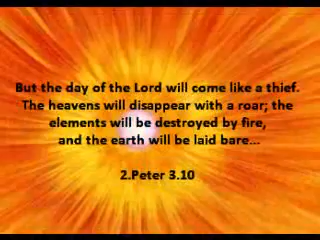 But the day of the Lord will come like a thief.
The heavens will disappear with a roar; the
elements will be destroyed by fire,
and the earth will be laid bare...
2.Peter 3.10